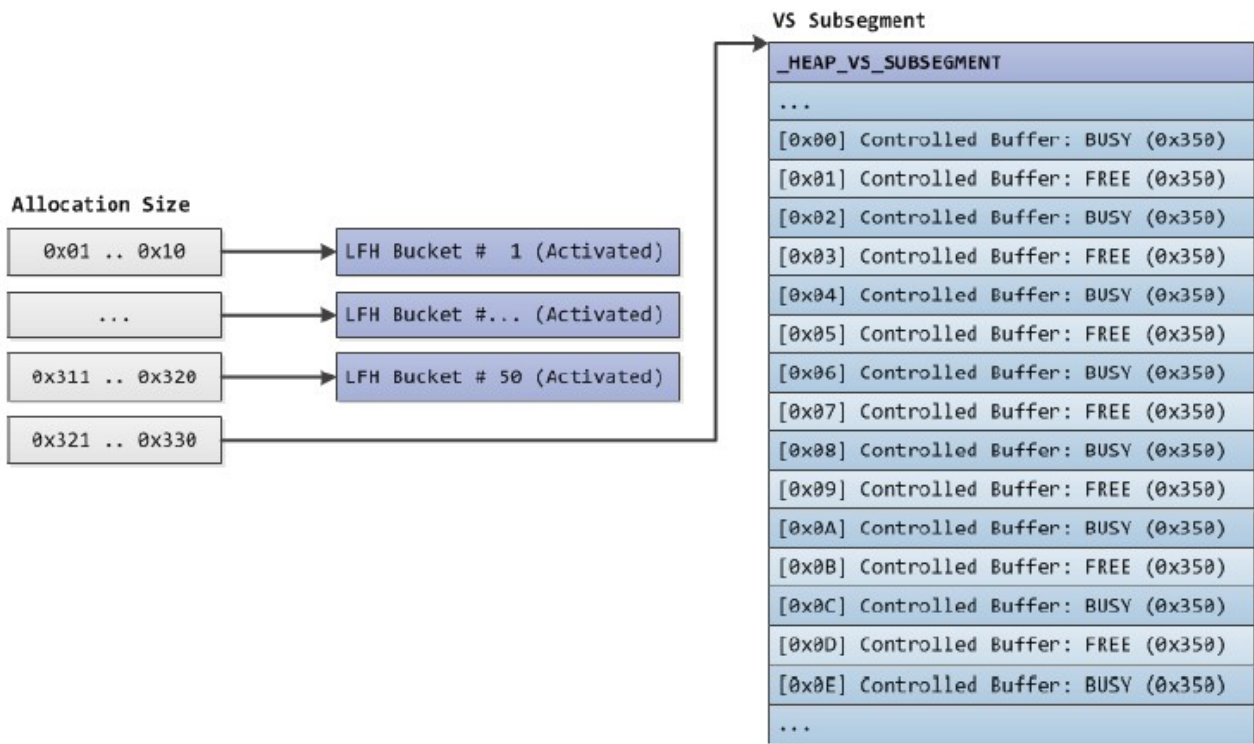 VS Subsegment
_HEAP_VS_SUBSEGMENT
...
[0x00] Controlled Buffer: BUSY (0x350)
[0x01] Controlled Buffer: FREE (0x350)
[0x02] Controlled Buffer: BUSY (0x350)
[0x03] Controlled Buffer: FREE (0x350)
[0x04] Controlled Buffer: BUSY (0x350)
[0x05] Controlled Buffer: FREE (0x350)
[0x06] Controlled Buffer: BUSY (0x350)
[0x07] Controlled Buffer: FREE (0x350)
[0x08] Controlled Buffer: BUSY (0x350)
[0x09] Controlled Buffer: FREE (0x350)
[0x0A] Controlled Buffer: BUSY (0x350)
[0x0B] Controlled Buffer: FREE (0x350)
[0x0C] Controlled Buffer: BUSY (0x350)
[0x0D] Controlled Buffer: FREE (0x350)
[0x0E] Controlled Buffer: BUSY (0x350)
...
Allocation Size
0x01 .. 0x10
LFH Bucket # 1 (Activated)
...
LFH Bucket #... (Activated)
0x311 .. 0x320
LFH Bucket # 50 (Activated)
0x321 .. 0x330